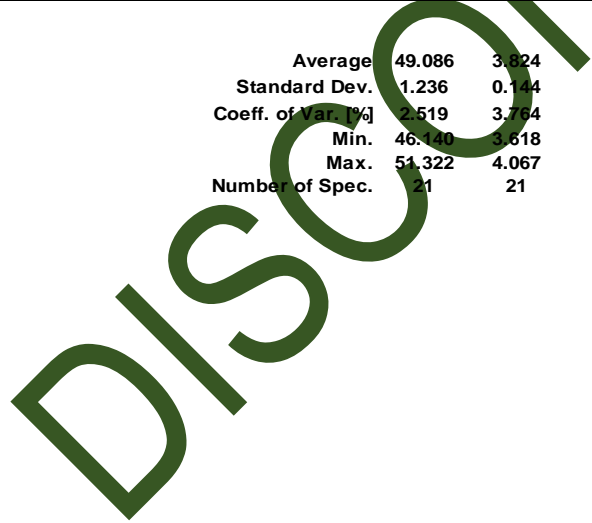 Average 49.086 3.824
Standard Dev. 1.236 0.144
Coeff. of Var. [%] 2.519 3.764
Min. 46.140 3.618
Max. 51.322 4.067
Number of Spec. 21 21
DISCO